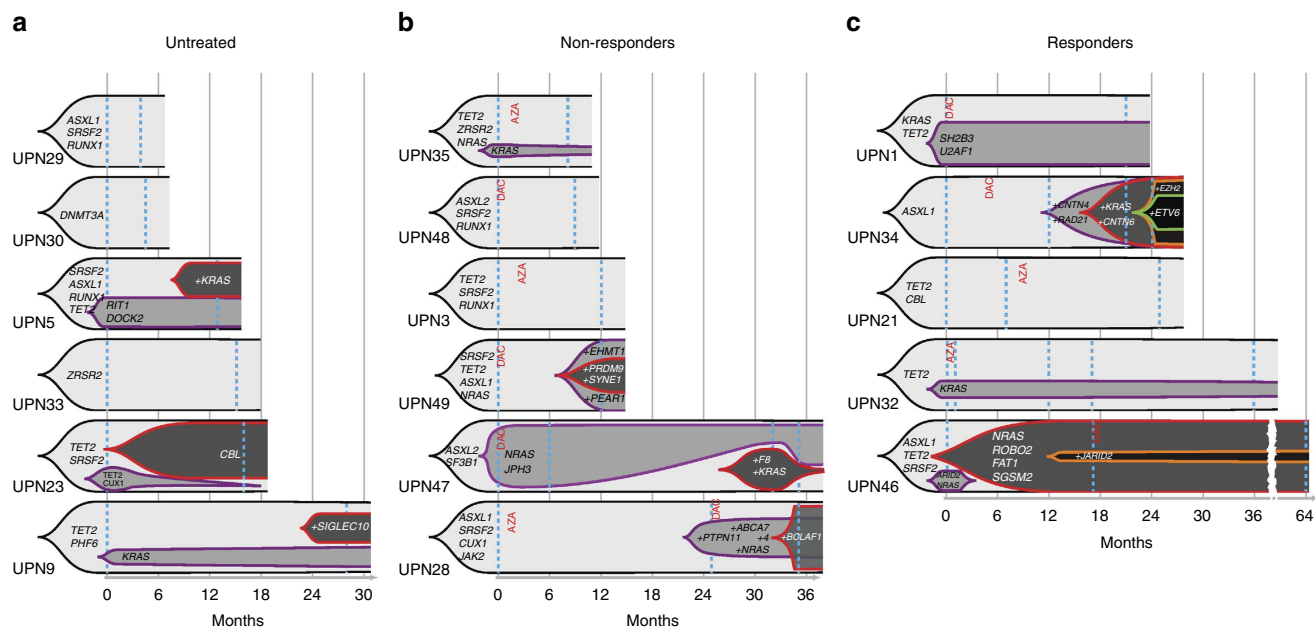 a
Untreated
ASXL1
SRSF2
RUNX1
UPN29
DNMT3A
UPN30
SRSF2
ASXL1
RUNX1
TET2
+KRAS
RIT1
DOCK2
UPN5
ZRSR2
UPN33
TET2
SRSF2
CBL
TET2
CUX1
UPN23
TET2
PHF6
+SIGLEC10
KRAS
UPN9
0 6 12 18 24 30
Months
b
Non-responders
TET2
ZRSR2
NRAS
AZA
KRAS
UPN35
DAC
ASXL2
SRSF2
RUNX1
UPN48
TET2
SRSF2
RUNX1
AZA
UPN3
SRSF2
TET2
ASXL1
NRAS
DAC
+EHMT1
+PRDM9
+SYNE1
+PEAR1
UPN49
ASXL2
SF3B1
DAC
NRAS
JPH3
+F8
+KRAS
UPN47
ASXL1
SRSF2
CUX1
JAK2
AZA
DAC
+ABCA7
+PTPN11 +4
+NRAS
+BOLAF1
UPN28
0 6 12 24 36
Months
c
Responders
DAC
KRAS
TET2
SH2B3
U2AF1
UPN1
ASXL1
DAC
+CNTN4
+RAD21
+KRAS
+CNTN6
+EZH2
+ETV6
UPN34
TET2
CBL
AZA
UPN21
AZA
TET2
KRAS
UPN32
ASXL1
TET2
SRSF2
JARID2
NRAS
NRAS
ROBO2
FAT1
SGSM2
DAC
+JARID2
UPN46
0 6 12 18 24 30 36 64
Months